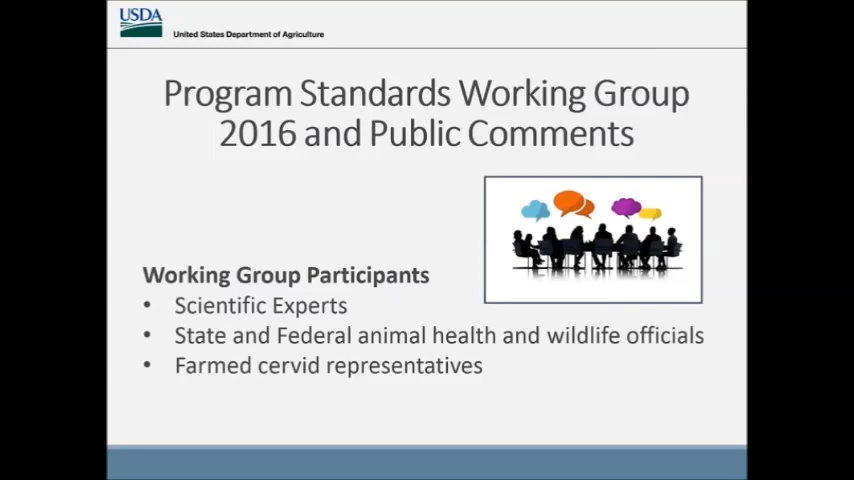 USDA
United States Department of Agriculture
Program Standards Working Group
2016 and Public Comments
Working Group Participants
• Scientific Experts
• State and Federal animal health and wildlife officials
• Farmed cervid representatives